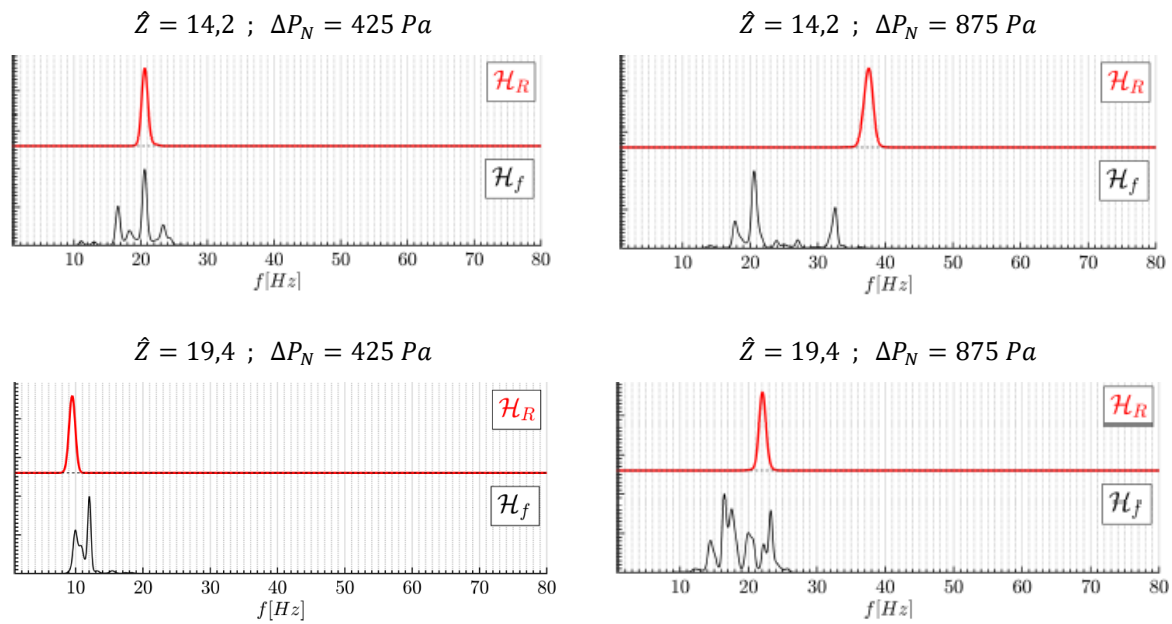 Ẑ = 14,2 ; ΔP_N = 425 Pa
ℋ_R
ℋ_f
10 20 30 40 50 60 70 80
f[Hz]
Ẑ = 14,2 ; ΔP_N = 875 Pa
ℋ_R
ℋ_f
10 20 30 40 50 60 70 80
f[Hz]
Ẑ = 19,4 ; ΔP_N = 425 Pa
ℋ_R
ℋ_f
10 20 30 40 50 60 70 80
f[Hz]
Ẑ = 19,4 ; ΔP_N = 875 Pa
ℋ_R
ℋ_f
10 20 30 40 50 60 70 80
f[Hz]